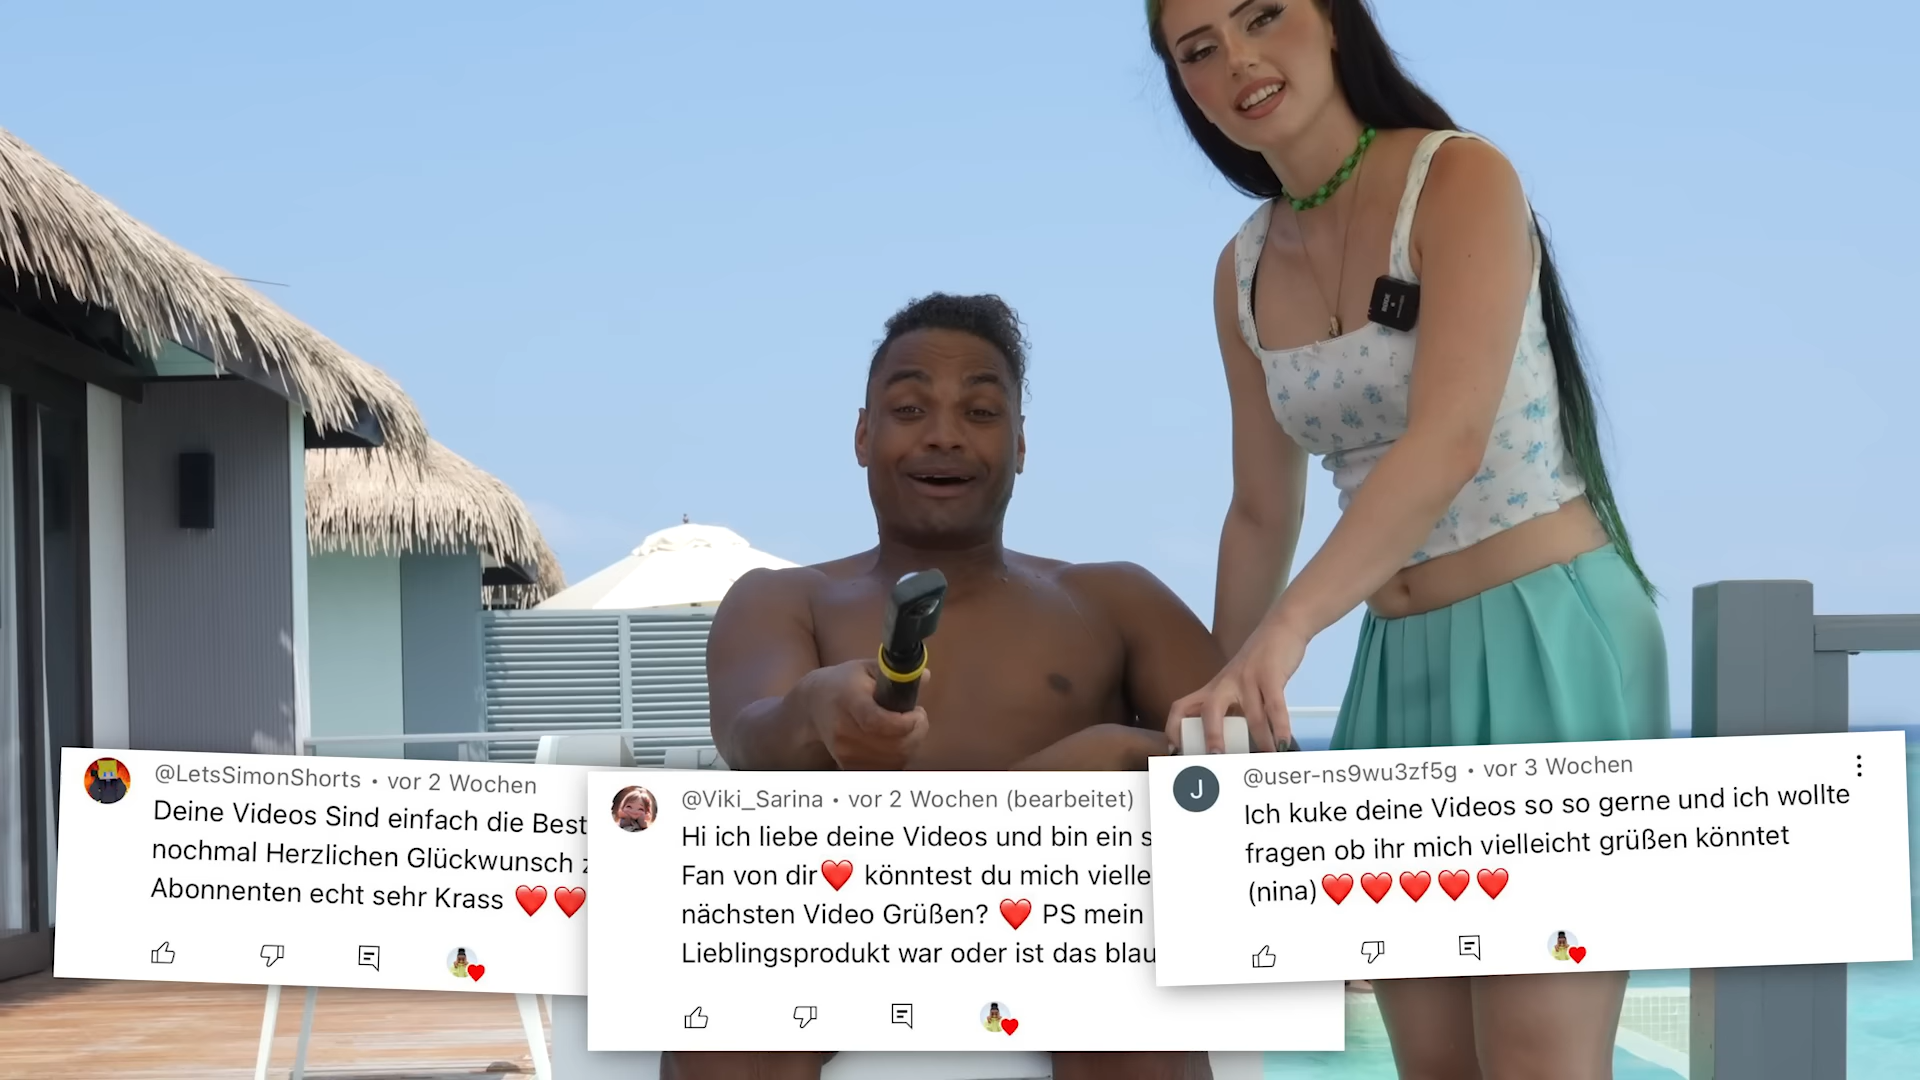 @LetsSimonShorts • vor 2 Wochen
Deine Videos Sind einfach die Best
nochmal Herzlichen Glückwunsch
Abonnenten echt sehr Krass ❤️❤️
@Viki_Sarina • vor 2 Wochen (bearbeitet)
Hi ich liebe deine Videos und bin ein s
Fan von dir❤️ könntest du mich vielle
nächsten Video Grüßen? ❤️ PS mein
Lieblingsprodukt war oder ist das blau
J
@user-ns9wu3zf5g • vor 3 Wochen
Ich kuke deine Videos so so gerne und ich wollte
fragen ob ihr mich vielleicht grüßen könntet
(nina)❤️❤️❤️❤️❤️